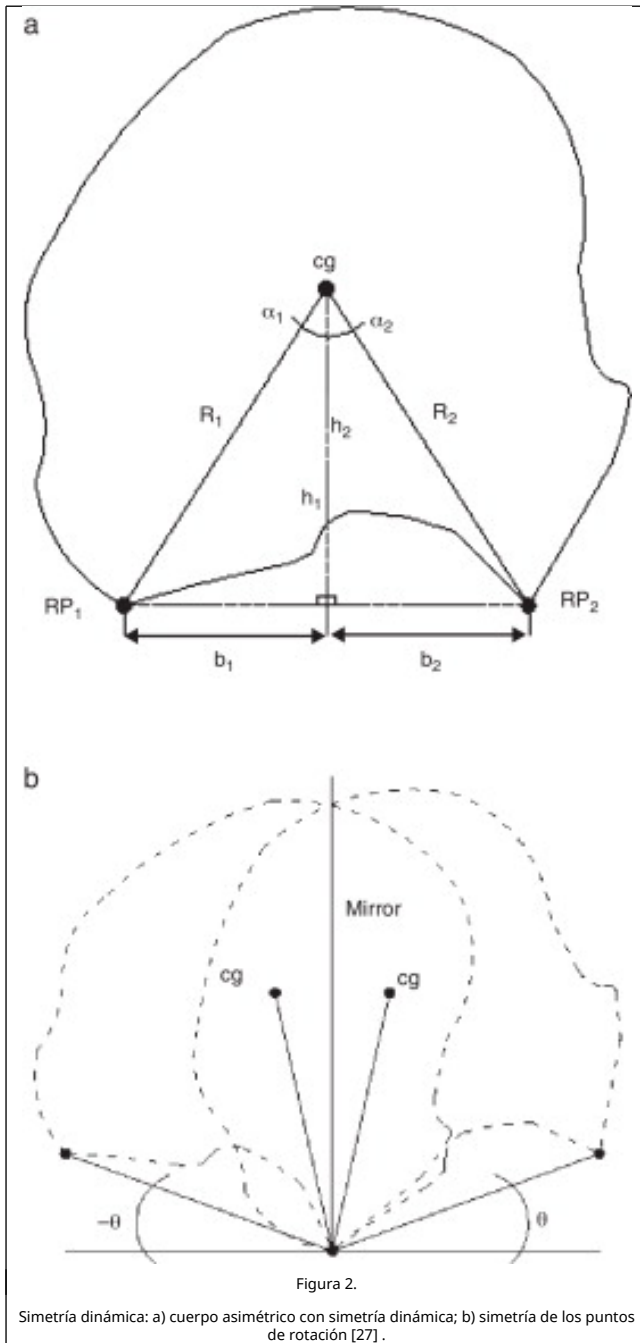 a
cg
α1 α2
R1 R2
h2
h1
RP1 RP2
b1 b2
b
Mirror
cg cg
–θ θ
Figura 2.
Simetría dinámica: a) cuerpo asimétrico con simetría dinámica; b) simetría de los puntos
de rotación [27] .